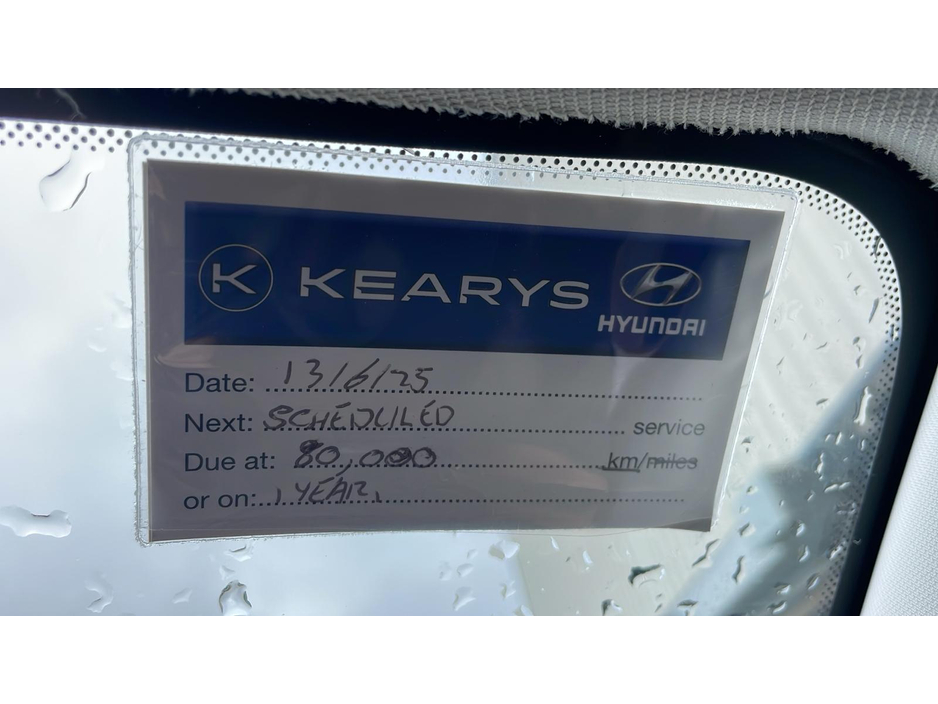 K KEARYS HYUNDAI
Date: 13/6/25
Next: SCHEDULED service
Due at: 80,000 km/miles
or on: 1 YEAR.